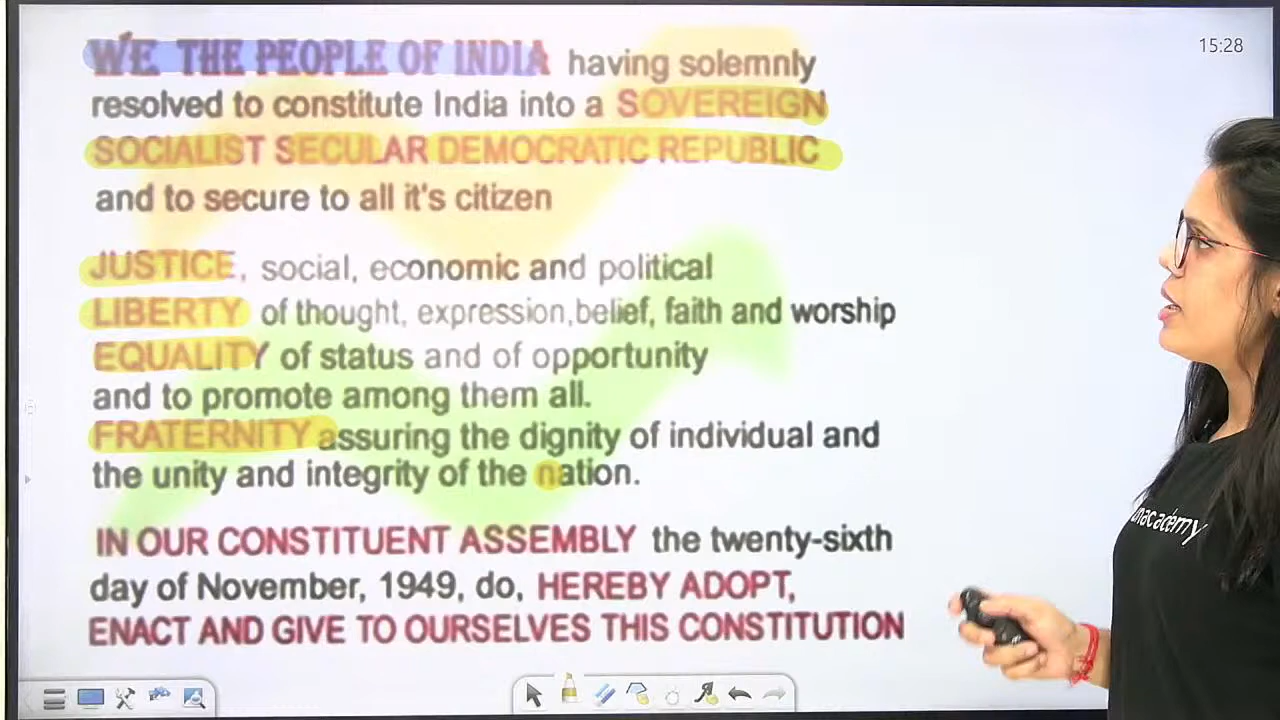 WE THE PEOPLE OF INDIA having solemnly
resolved to constitute India into a SOVEREIGN
SOCIALIST SECULAR DEMOCRATIC REPUBLIC
and to secure to all it's citizen
JUSTICE, social, economic and political
LIBERTY of thought, expression,belief, faith and worship
EQUALITY of status and of opportunity
and to promote among them all.
FRATERNITY assuring the dignity of individual and
the unity and integrity of the nation.
IN OUR CONSTITUENT ASSEMBLY the twenty-sixth
day of November, 1949, do, HEREBY ADOPT,
ENACT AND GIVE TO OURSELVES THIS CONSTITUTION
15:28
unacademy